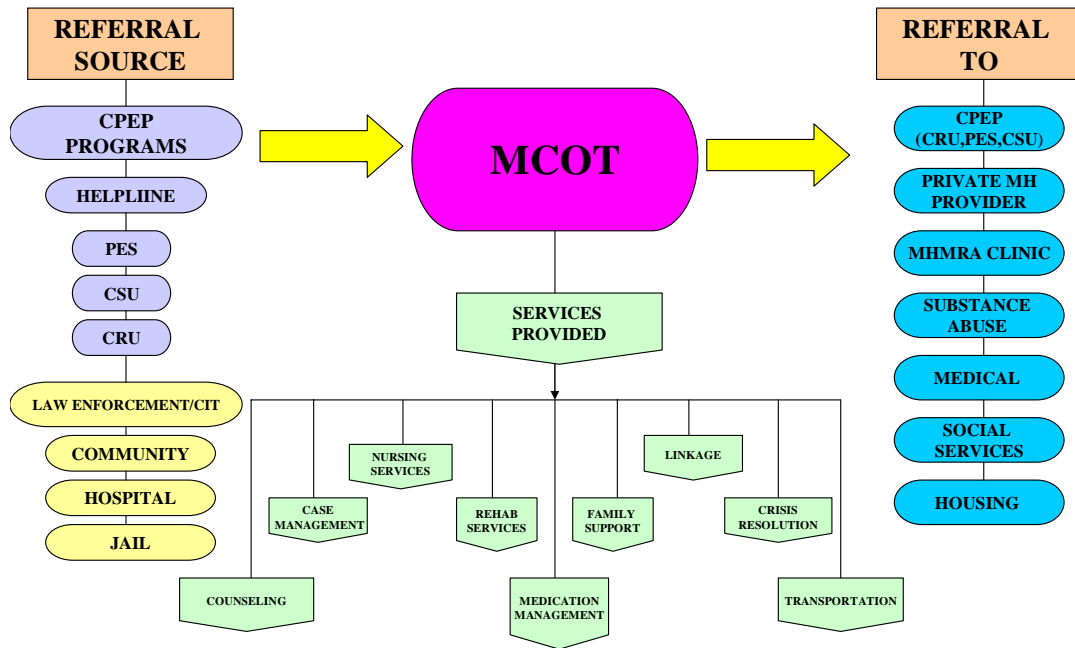 REFERRAL
SOURCE
CPEP
PROGRAMS
HELPLIINE
PES
CSU
CRU
LAW ENFORCEMENT/CIT
COMMUNITY
HOSPITAL
JAIL
MCOT
SERVICES
PROVIDED
NURSING
SERVICES
LINKAGE
CASE
MANAGEMENT
REHAB
SERVICES
FAMILY
SUPPORT
CRISIS
RESOLUTION
COUNSELING
MEDICATION
MANAGEMENT
TRANSPORTATION
REFERRAL
TO
CPEP
(CRU,PES,CSU)
PRIVATE MH
PROVIDER
MHMRA CLINIC
SUBSTANCE
ABUSE
MEDICAL
SOCIAL
SERVICES
HOUSING